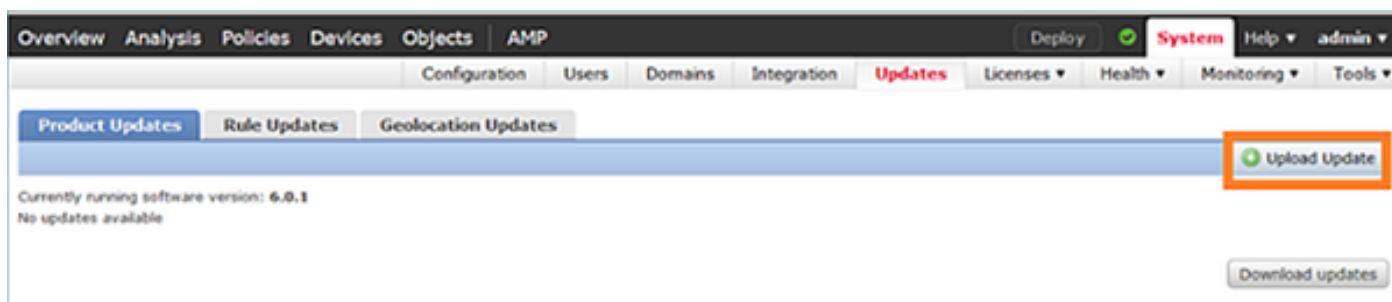 Overview Analysis Policies Devices Objects AMP Deploy System Help ▼ admin ▼
Configuration Users Domains Integration Updates Licenses ▼ Health ▼ Monitoring ▼ Tools ▼
Product Updates Rule Updates Geolocation Updates
Upload Update
Currently running software version: 6.0.1
No updates available
Download updates